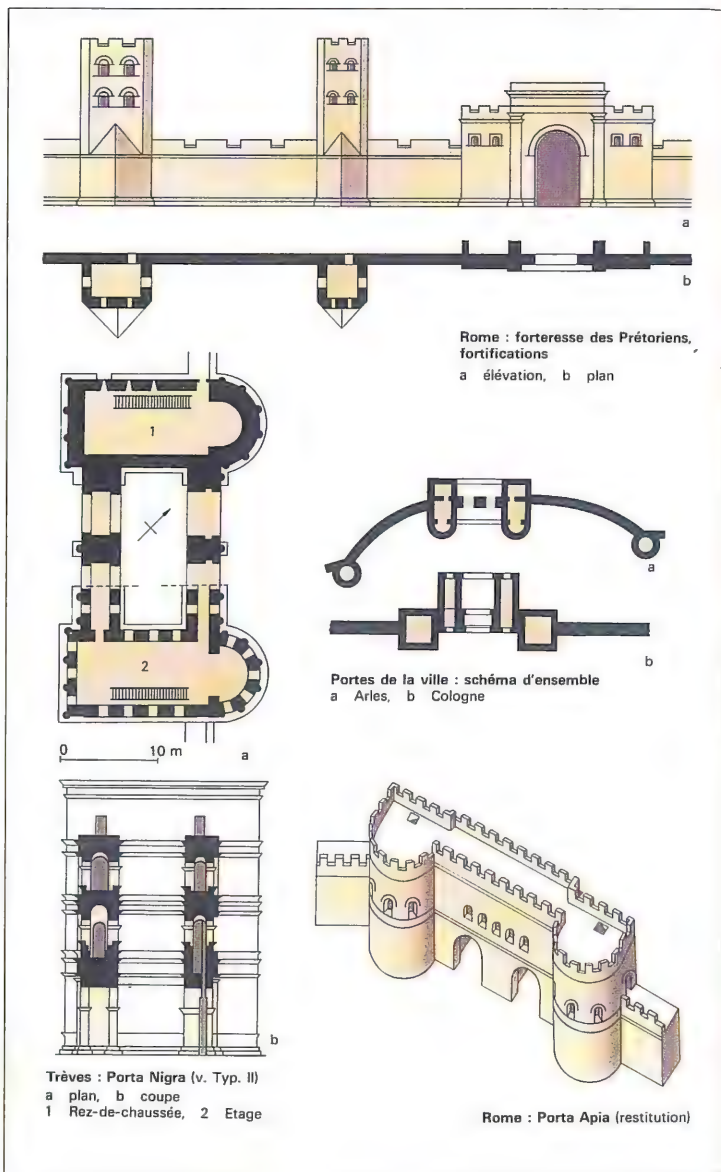 a
b
Rome : forteresse des Prétoriens,
fortifications
a élévation, b plan
1
2
0 10 m
a
a
b
Portes de la ville : schéma d'ensemble
a Arles, b Cologne
b
Trèves : Porta Nigra (v. Typ. II)
a plan, b coupe
1 Rez-de-chaussée, 2 Etage
Rome : Porta Apia (restitution)